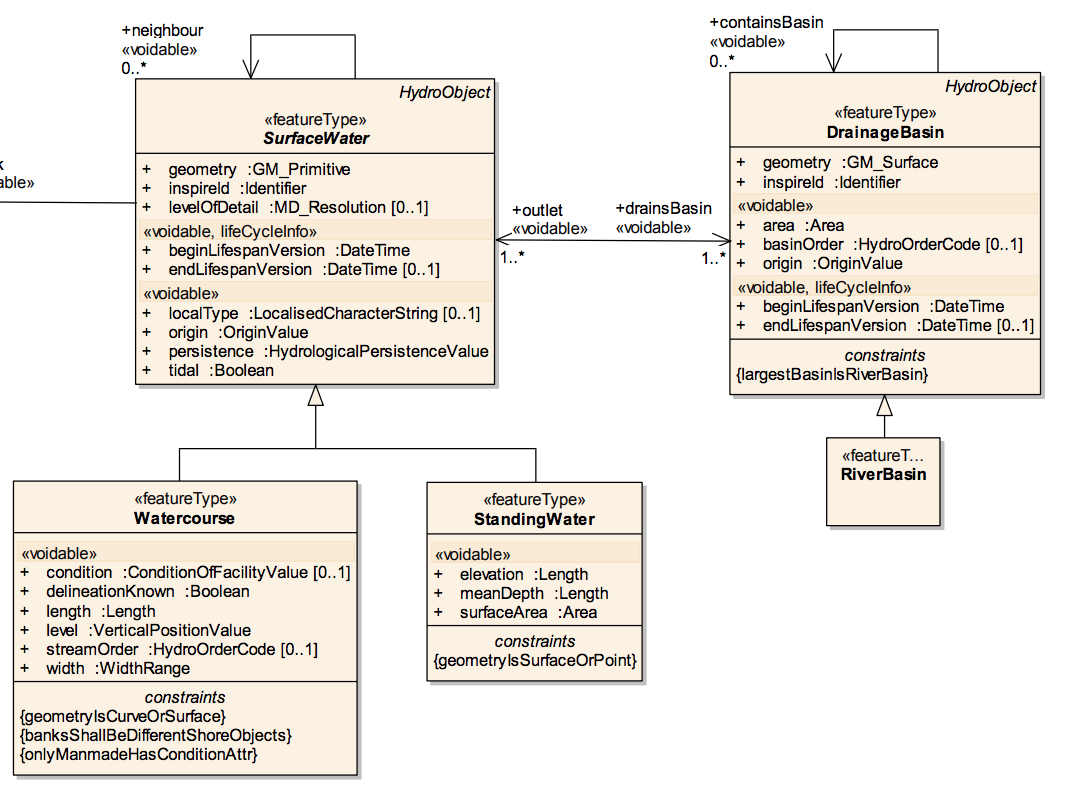 +neighbour
«voidable»
0..*
HydroObject
«featureType»
SurfaceWater
+ geometry :GM_Primitive
+ inspireId :Identifier
+ levelOfDetail :MD_Resolution [0..1]
«voidable, lifeCycleInfo»
+ beginLifespanVersion :DateTime
+ endLifespanVersion :DateTime [0..1]
«voidable»
+ localType :LocalisedCharacterString [0..1]
+ origin :OriginValue
+ persistence :HydrologicalPersistenceValue
+ tidal :Boolean
k
able»
+outlet
«voidable»
1..*
+drainsBasin
«voidable»
1..*
+containsBasin
«voidable»
0..*
HydroObject
«featureType»
DrainageBasin
+ geometry :GM_Surface
+ inspireId :Identifier
«voidable»
+ area :Area
+ basinOrder :HydroOrderCode [0..1]
+ origin :OriginValue
«voidable, lifeCycleInfo»
+ beginLifespanVersion :DateTime
+ endLifespanVersion :DateTime [0..1]
constraints
{largestBasinIsRiverBasin}
«featureT...
RiverBasin
«featureType»
Watercourse
«voidable»
+ condition :ConditionOfFacilityValue [0..1]
+ delineationKnown :Boolean
+ length :Length
+ level :VerticalPositionValue
+ streamOrder :HydroOrderCode [0..1]
+ width :WidthRange
constraints
{geometryIsCurveOrSurface}
{banksShallBeDifferentShoreObjects}
{onlyManmadeHasConditionAttr}
«featureType»
StandingWater
«voidable»
+ elevation :Length
+ meanDepth :Length
+ surfaceArea :Area
constraints
{geometryIsSurfaceOrPoint}